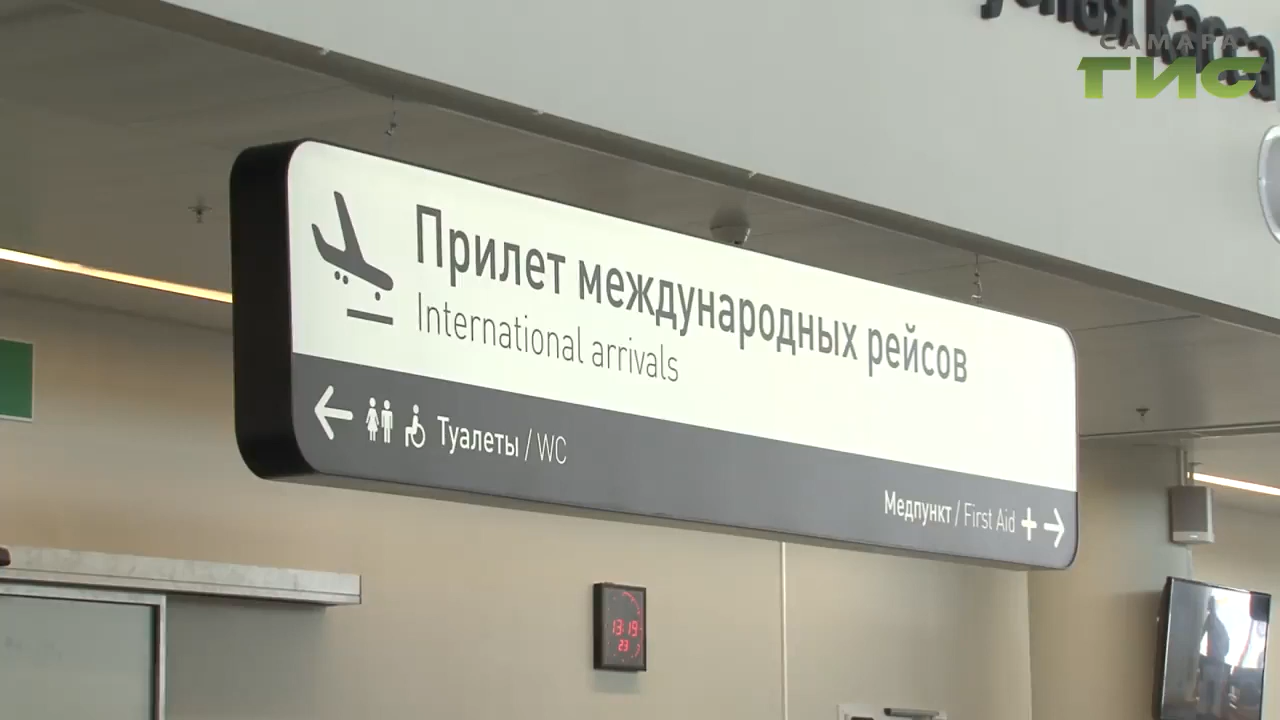 САМАРА
ГИС
Прилет международных рейсов
International arrivals
Туалеты / WC
Медпункт / First Aid
13:19
23